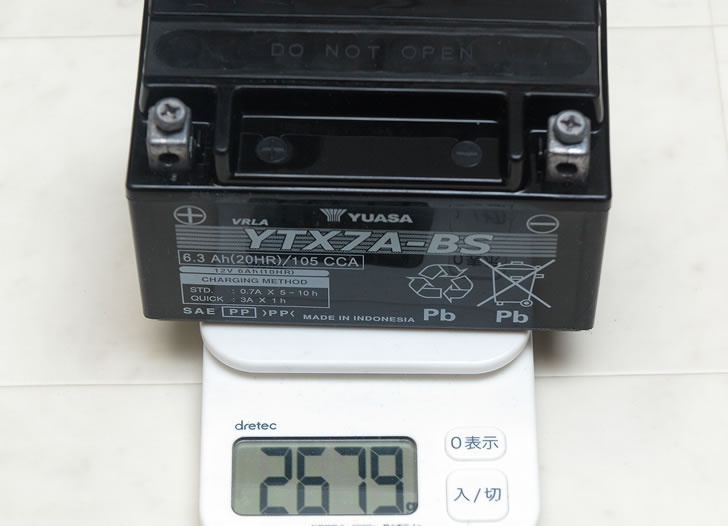 DO NOT OPEN
VRLA
YUASA
YTX7A-BS
6.3 Ah(20HR)/105 CCA
12V 6Ah(10HR)
CHARGING METHOD
STD. : 0.7A X 5 - 10 h
QUICK : 3A X 1 h
SAE PP >PP< MADE IN INDONESIA
Pb
Pb
dretec
2679 g
0表示
入/切